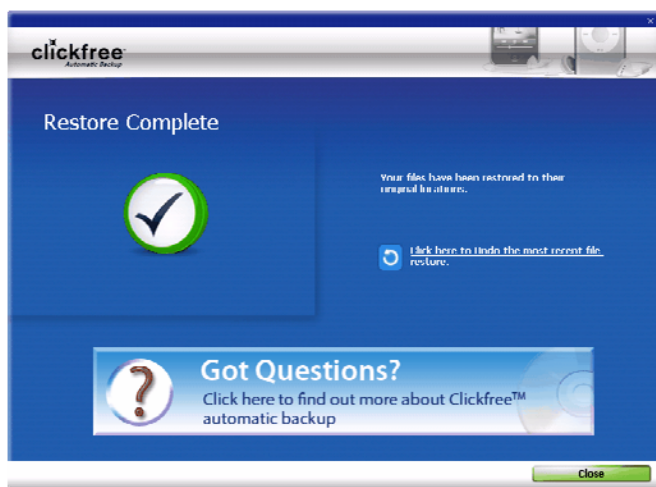 clickfree
Automatic Backup
Restore Complete
Your files have been restored to their
original locations.
Click here to Undo the most recent file
restore.
?
Got Questions?
Click here to find out more about Clickfree™
automatic backup
Close